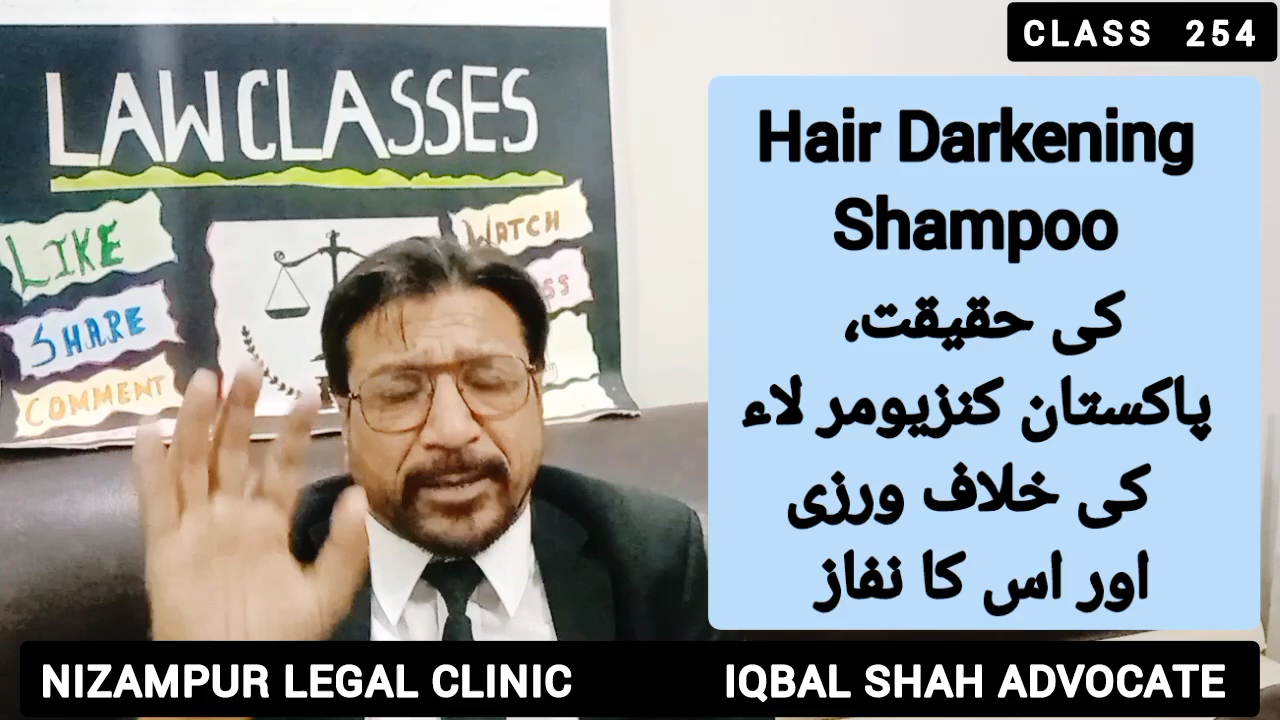 CLASS 254
LAW CLASSES
LIKE
SHARE
COMMENT
WATCH
Hair Darkening
Shampoo
کی حقیقت،
پاکستان کنزیومر لاء
کی خلاف ورزی
اور اس کا نفاز
NIZAMPUR LEGAL CLINIC
IQBAL SHAH ADVOCATE